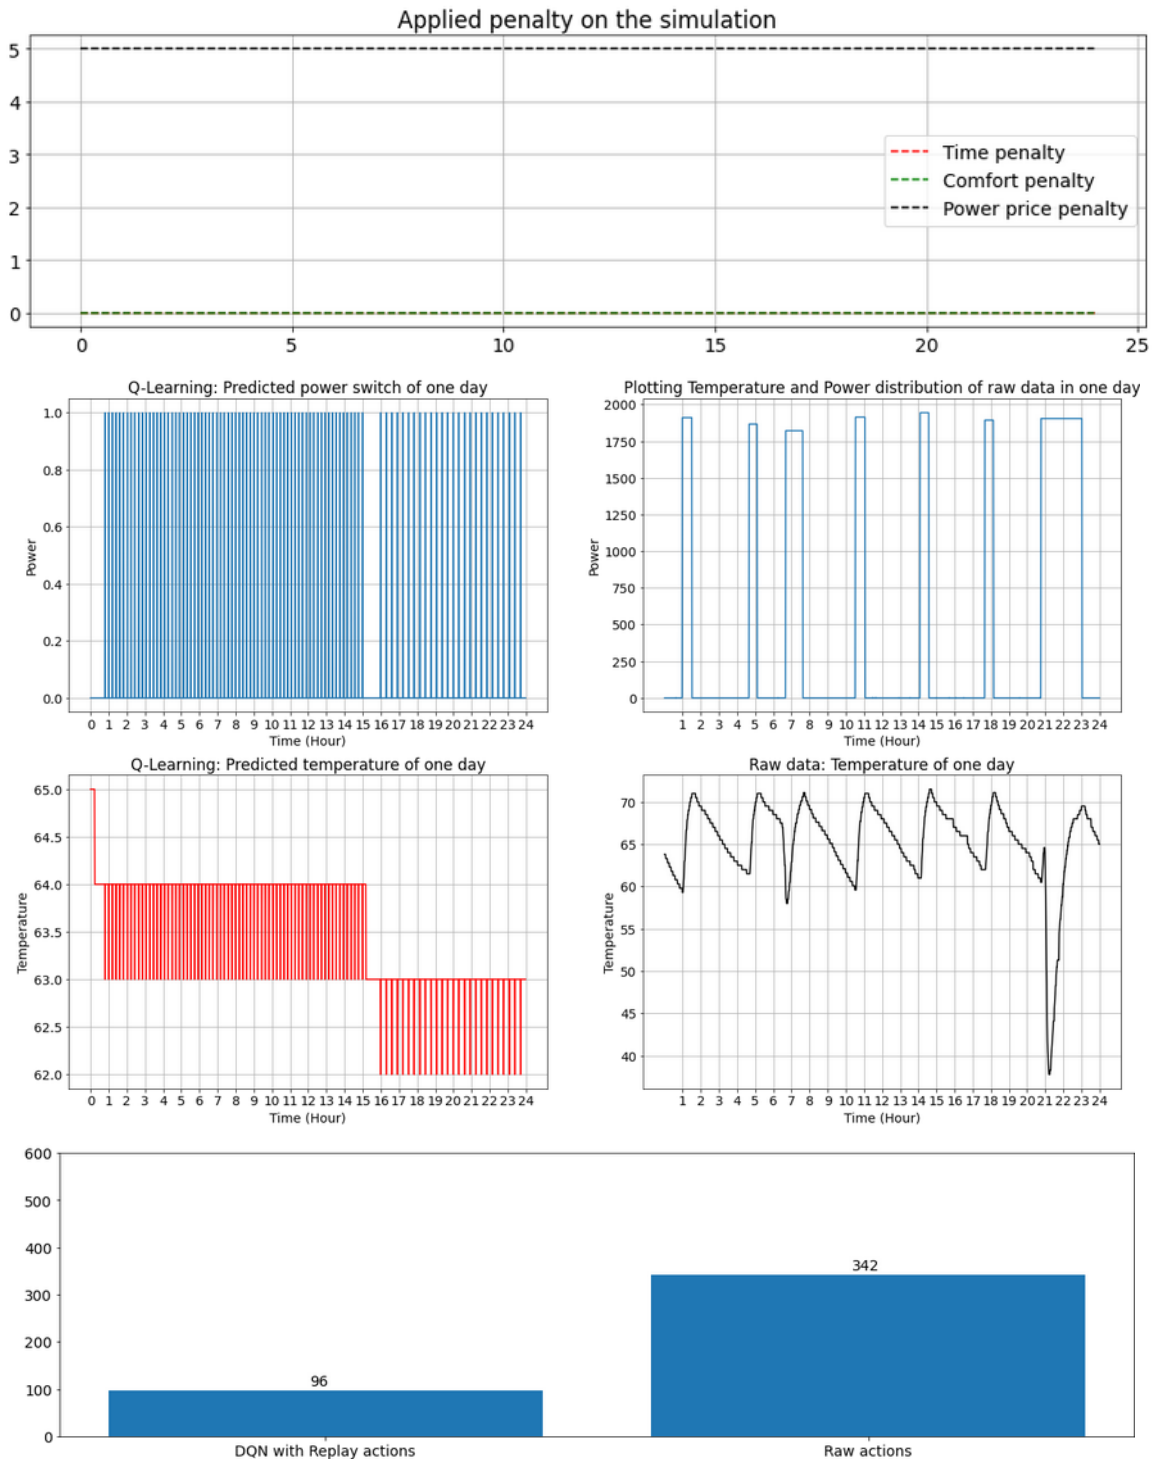 Applied penalty on the simulation
5
4
3
2
1
0
Time penalty
Comfort penalty
Power price penalty
0 5 10 15 20 25
Q-Learning: Predicted power switch of one day
1.0
0.8
0.6
0.4
0.2
0.0
Power
0 1 2 3 4 5 6 7 8 9 10 11 12 13 14 15 16 17 18 19 20 21 22 23 24
Time (Hour)
Plotting Temperature and Power distribution of raw data in one day
2000
1750
1500
1250
1000
750
500
250
0
Power
1 2 3 4 5 6 7 8 9 10 11 12 13 14 15 16 17 18 19 20 21 22 23 24
Time (Hour)
Q-Learning: Predicted temperature of one day
65.0
64.5
64.0
63.5
63.0
62.5
62.0
Temperature
0 1 2 3 4 5 6 7 8 9 10 11 12 13 14 15 16 17 18 19 20 21 22 23 24
Time (Hour)
Raw data: Temperature of one day
70
65
60
55
50
45
40
Temperature
1 2 3 4 5 6 7 8 9 10 11 12 13 14 15 16 17 18 19 20 21 22 23 24
Time (Hour)
600
500
400
300
200
100
0
96
342
DQN with Replay actions
Raw actions